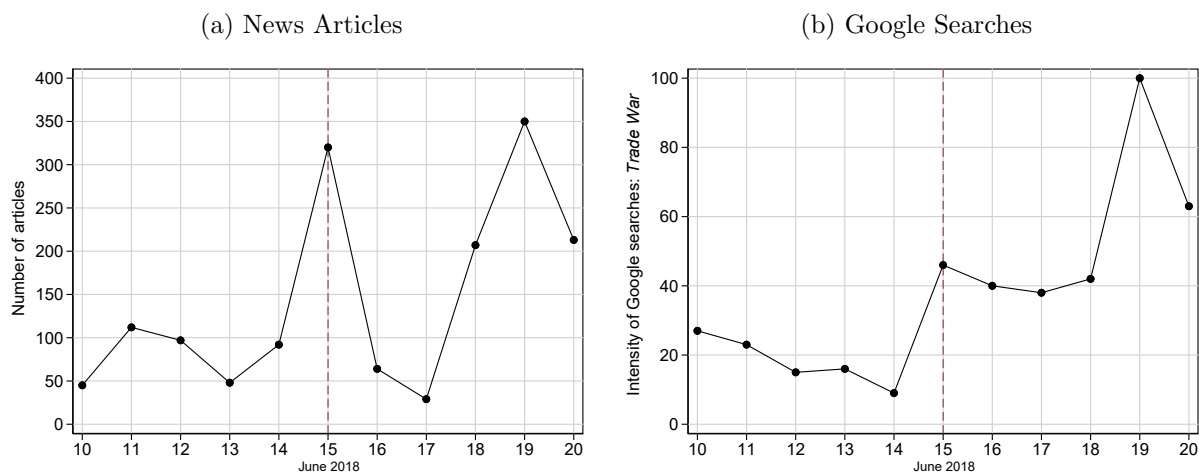 (a) News Articles
400
350
300
250
200
150
100
50
0
Number of articles
10 11 12 13 14 15 16 17 18 19 20
June 2018
(b) Google Searches
100
80
60
40
20
0
Intensity of Google searches: Trade War
10 11 12 13 14 15 16 17 18 19 20
June 2018